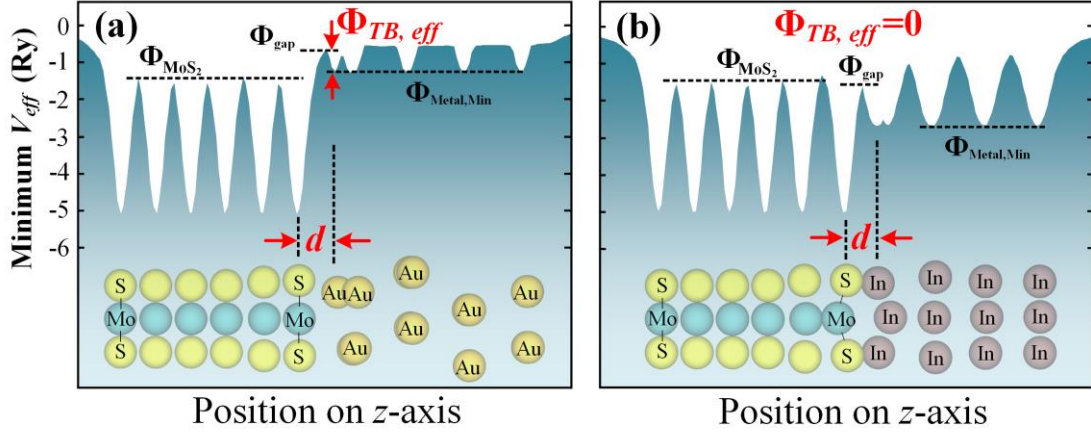 (a)
Φ_TB, eff
Φ_gap
Φ_MoS₂
Φ_Metal,Min
Minimum V_eff (Ry)
0
-1
-2
-3
-4
-5
-6
d
S
S
Mo
Mo
S
S
Au
Au
Au
Au
Au
Au
Au
Au
Au
Position on z-axis
(b)
Φ_TB, eff=0
Φ_MoS₂
Φ_gap
Φ_Metal,Min
d
S
S
In
In
In
In
Mo
Mo
In
In
In
In
S
S
In
In
In
In
Position on z-axis